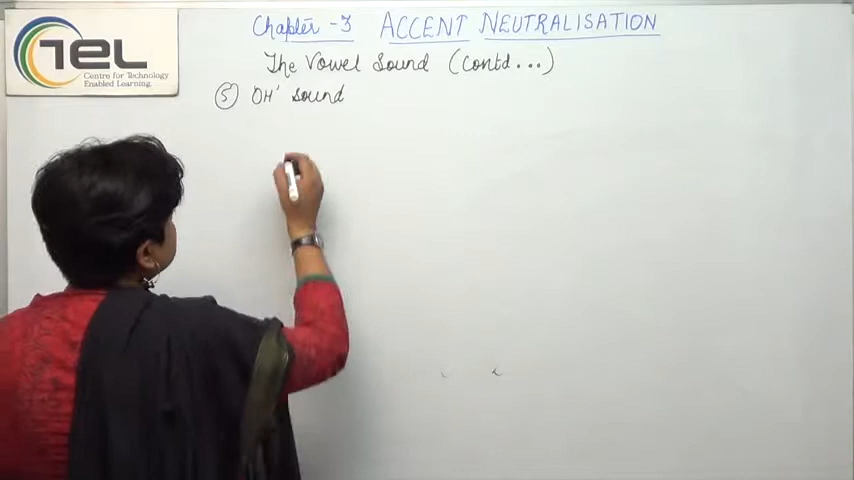 TEL
Centre for Technology
Enabled Learning
Chapter - 3 ACCENT NEUTRALISATION
The Vowel Sound (Contd...)
5 OH' sound